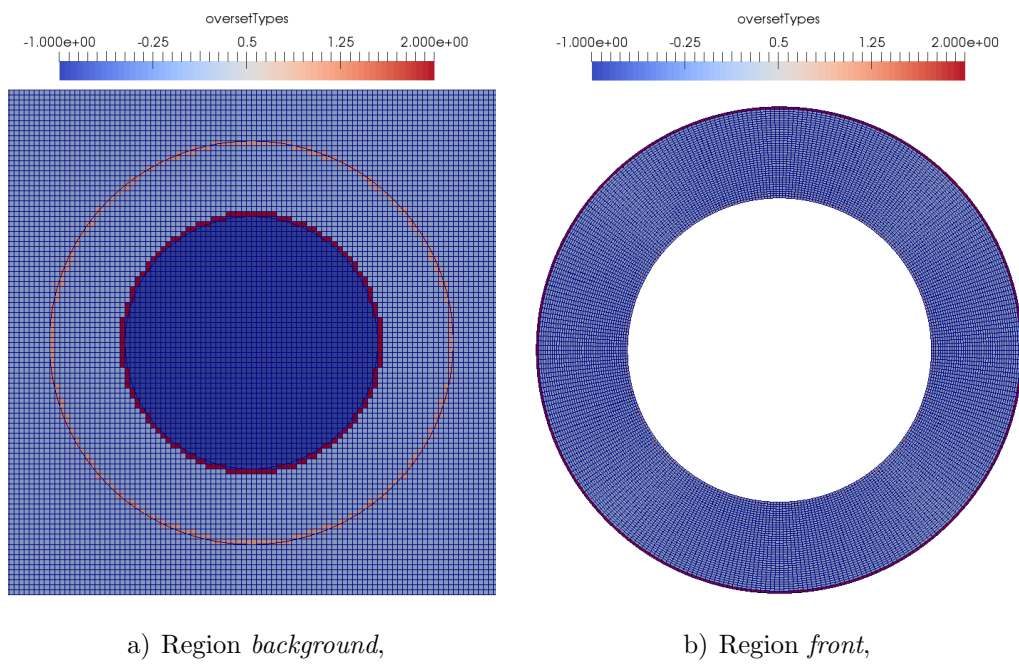 oversetTypes
-1.000e+00 -0.25 0.5 1.25 2.000e+00
oversetTypes
-1.000e+00 -0.25 0.5 1.25 2.000e+00
a) Region background,
b) Region front,